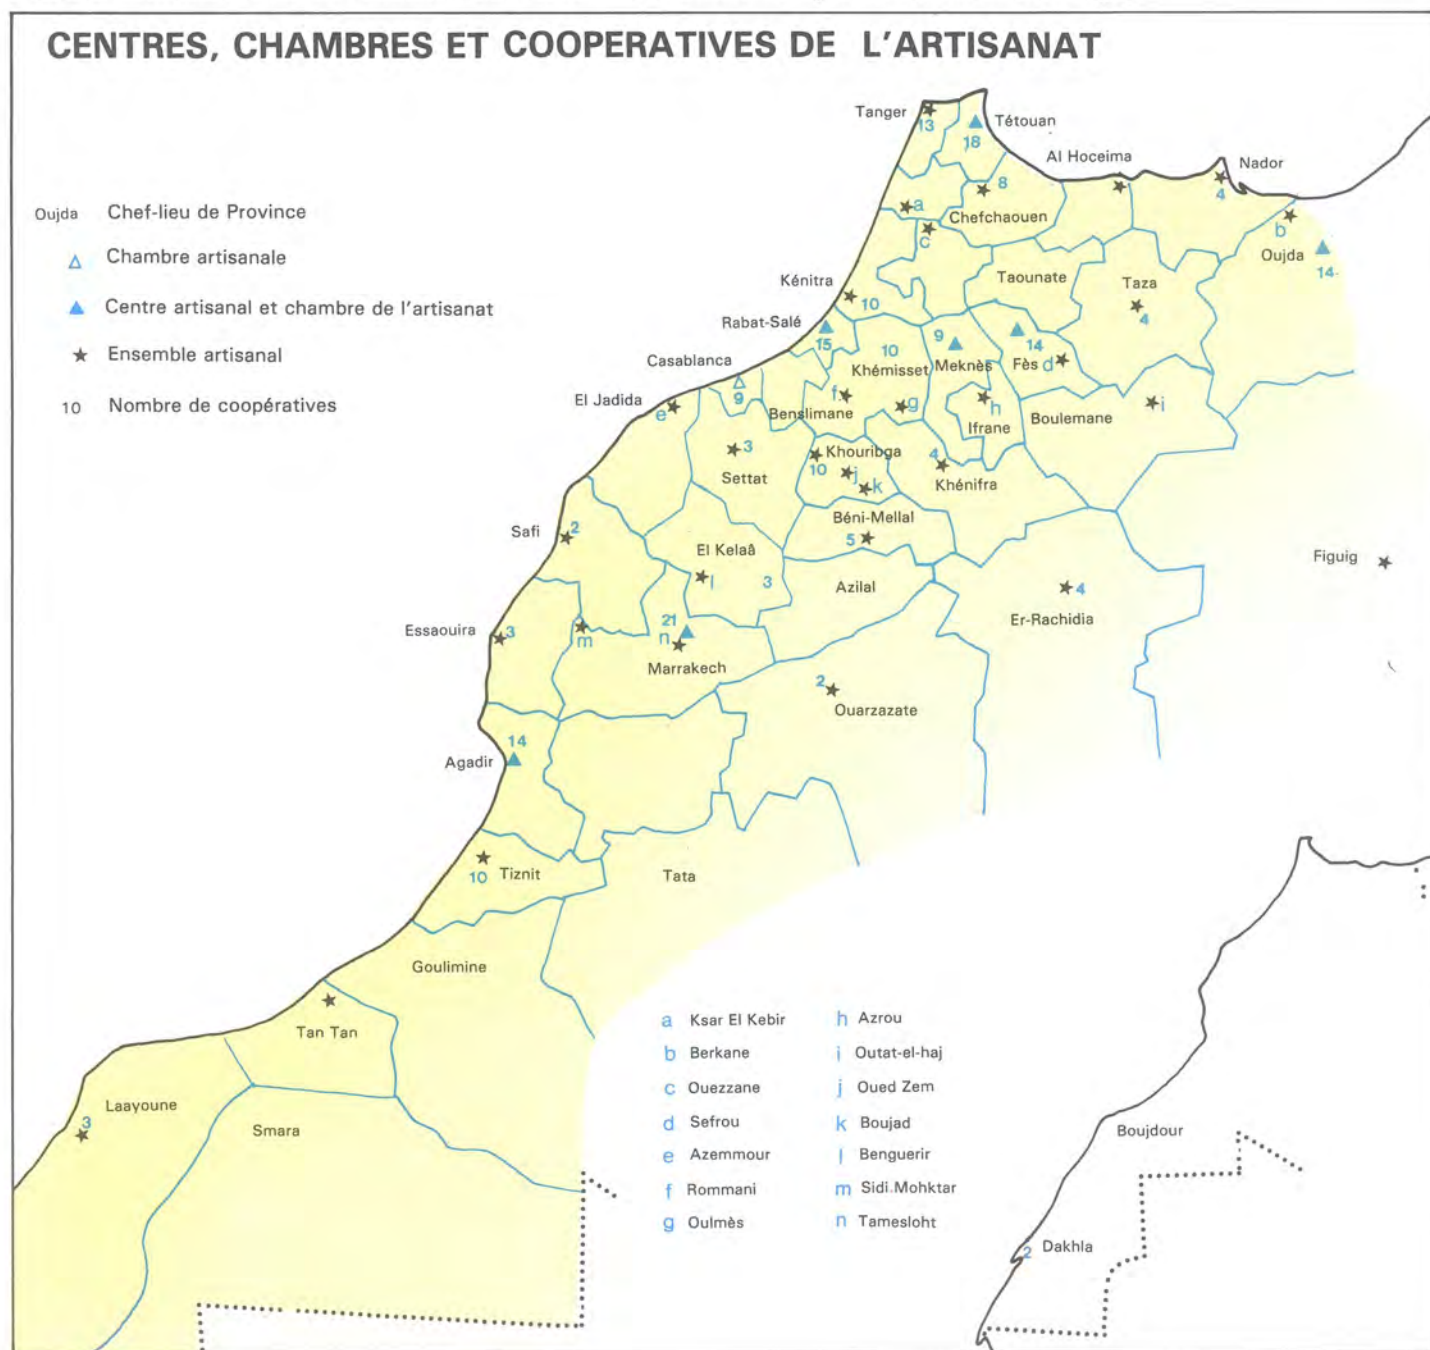 CENTRES, CHAMBRES ET COOPERATIVES DE L'ARTISANAT
Oujda Chef-lieu de Province
Chambre artisanale
Centre artisanal et chambre de l'artisanat
Ensemble artisanal
10 Nombre de coopératives
Tanger
13
Tétouan
18
Al Hoceima
Nador
4
8
Chefchaouen
a
c
b
Oujda
14
Kénitra
10
Taounate
Taza
4
Rabat-Salé
15
10
Khémisset
9
Meknès
14
Fès d
Casablanca
9
El Jadida
e
f
Benslimane
g
h
Ifrane
Boulemane
i
3
Settat
Khouribga
10
j
k
4
Khénifra
Safi
2
Béni-Mellal
5
El Kelaâ
l
3
Azilal
4
Er-Rachidia
Figuig
Essaouira
3
m
21
n
Marrakech
2
Ouarzazate
Agadir
14
10
Tiznit
Tata
Goulimine
Tan Tan
Laayoune
3
Smara
a Ksar El Kebir
b Berkane
c Ouezzane
d Sefrou
e Azemmour
f Rommani
g Oulmès
h Azrou
i Outat-el-haj
j Oued Zem
k Boujad
l Benguerir
m Sidi.Mohktar
n Tamesloht
Boujdour
2 Dakhla